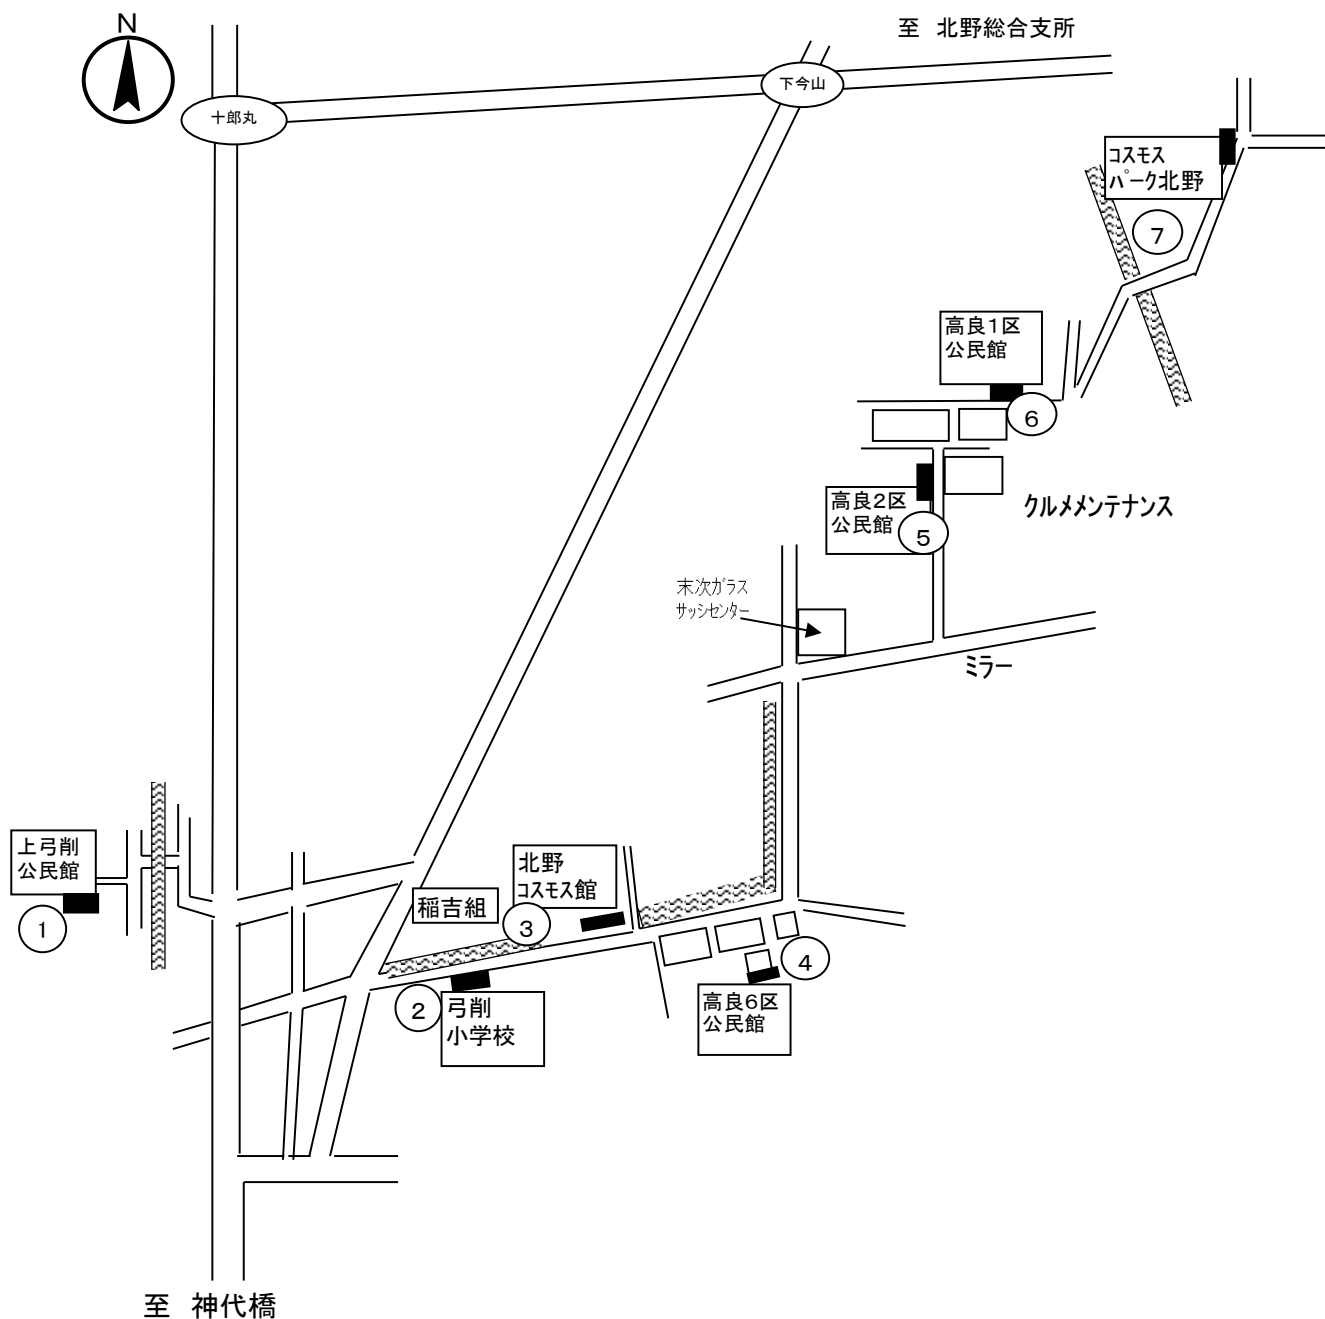 N
至　北野総合支所
下今山
十郎丸
コスモス
パーク北野
7
高良1区
公民館
6
高良2区
公民館
5
クルメメンテナンス
末次ガラス
サッシセンター
ミラー
上弓削
公民館
1
北野
コスモス館
稲吉組
3
4
2
弓削
小学校
高良6区
公民館
至　神代橋